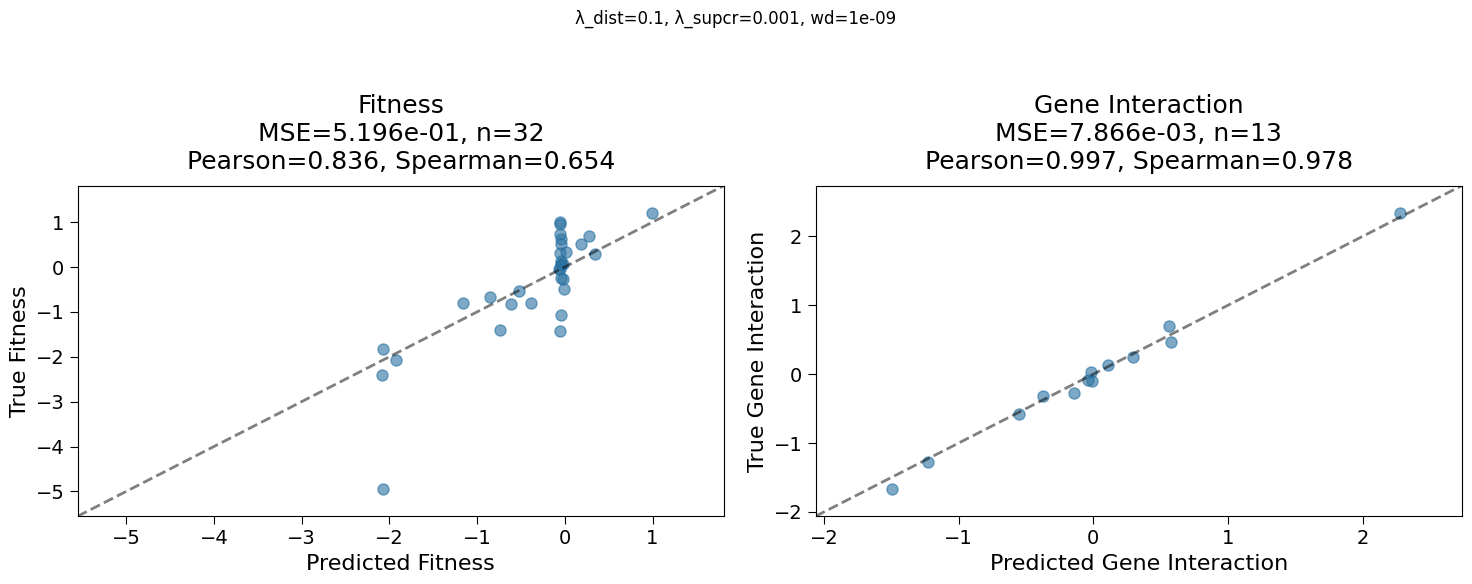 λ_dist=0.1, λ_supcr=0.001, wd=1e-09
Fitness
MSE=5.196e-01, n=32
Pearson=0.836, Spearman=0.654
1
0
−1
−2
−3
−4
−5
True Fitness
−5
−4
−3
−2
−1
0
1
Predicted Fitness
Gene Interaction
MSE=7.866e-03, n=13
Pearson=0.997, Spearman=0.978
2
1
0
−1
−2
True Gene Interaction
−2
−1
0
1
2
Predicted Gene Interaction